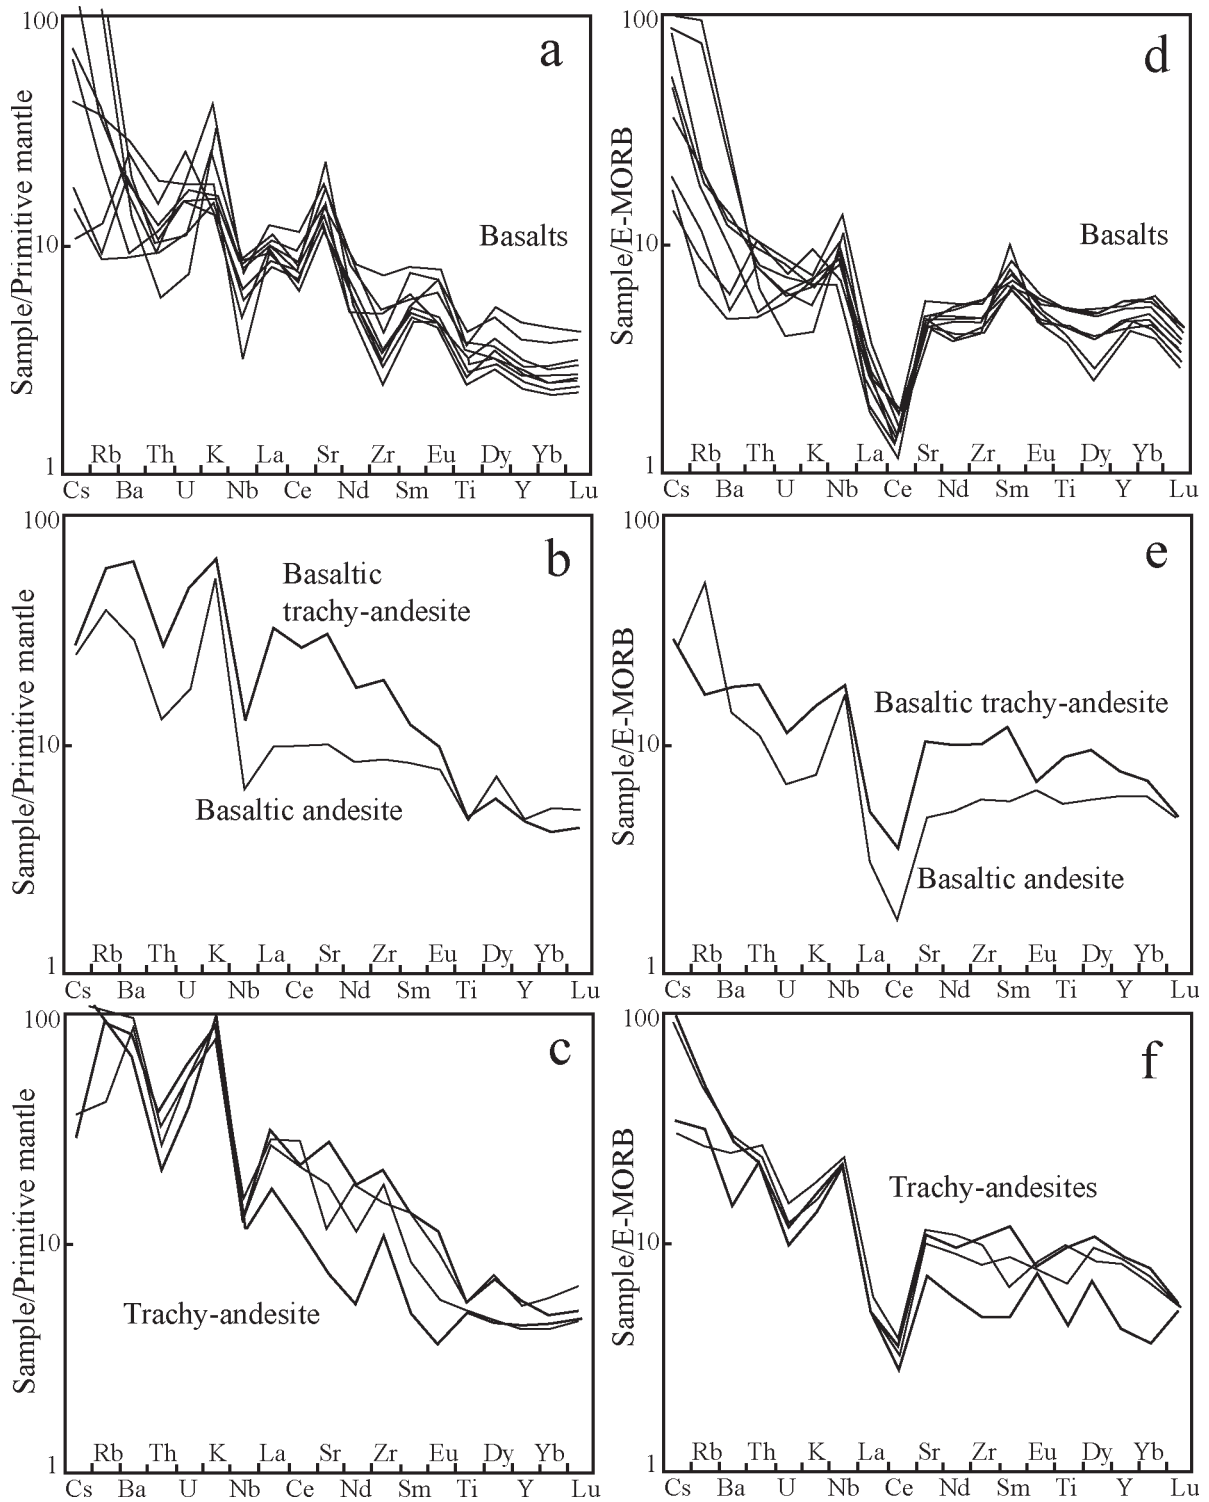 100
a
Sample/Primitive mantle
Basalts
10
1
Rb Th K La Sr Zr Eu Dy Yb
Cs Ba U Nb Ce Nd Sm Ti Y Lu
100
d
Sample/E-MORB
Basalts
10
1
Rb Th K La Sr Zr Eu Dy Yb
Cs Ba U Nb Ce Nd Sm Ti Y Lu
100
b
Sample/Primitive mantle
Basaltic
trachy-andesite
10
Basaltic andesite
1
Rb Th K La Sr Zr Eu Dy Yb
Cs Ba U Nb Ce Nd Sm Ti Y Lu
100
e
Sample/E-MORB
Basaltic trachy-andesite
10
Basaltic andesite
1
Rb Th K La Sr Zr Eu Dy Yb
Cs Ba U Nb Ce Nd Sm Ti Y Lu
100
c
Sample/Primitive mantle
10
Trachy-andesite
1
Rb Th K La Sr Zr Eu Dy Yb
Cs Ba U Nb Ce Nd Sm Ti Y Lu
100
f
Sample/E-MORB
Trachy-andesites
10
1
Rb Th K La Sr Zr Eu Dy Yb
Cs Ba U Nb Ce Nd Sm Ti Y Lu